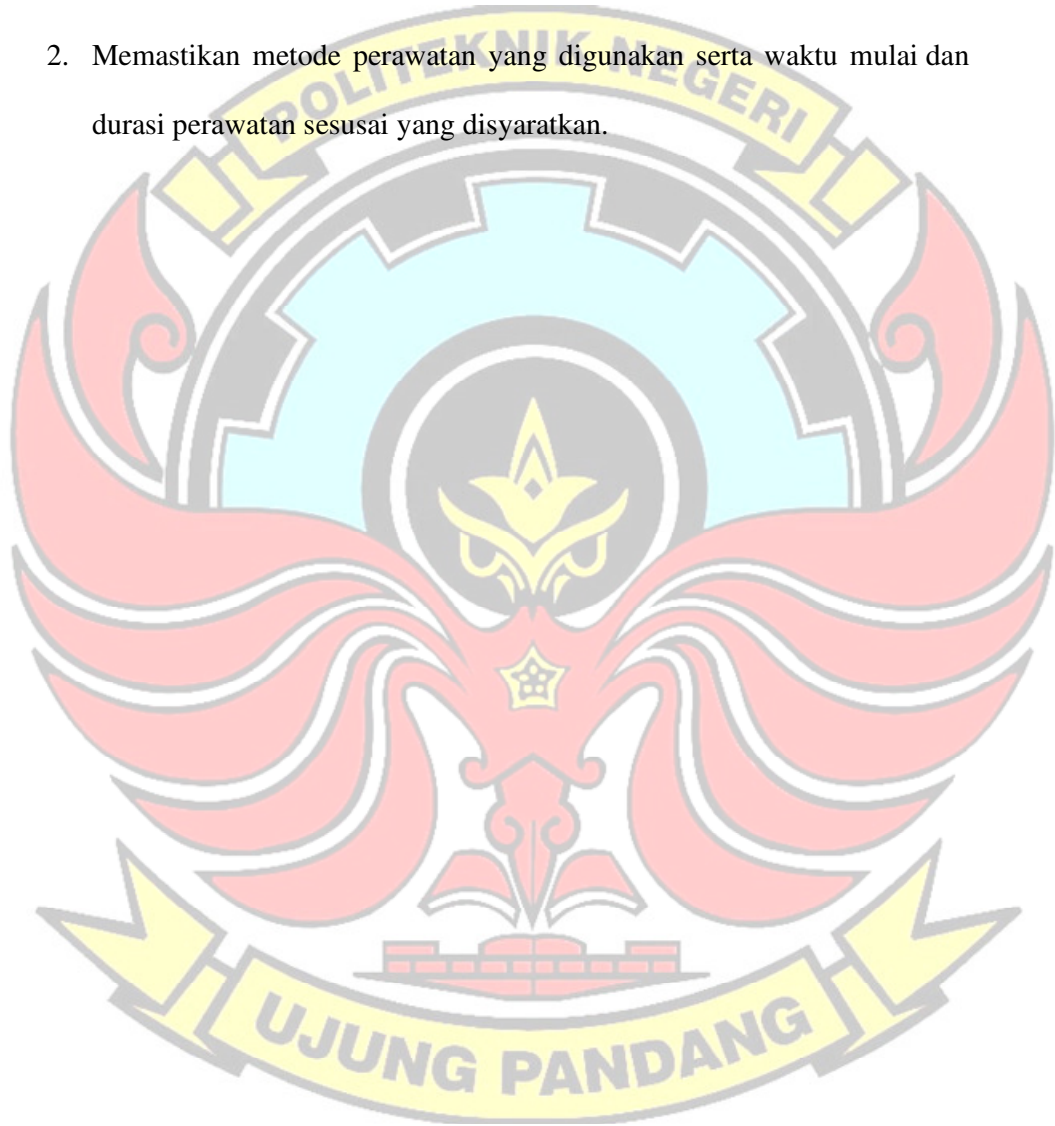 POLITEKNIK NEGERI
2. Memastikan metode perawatan yang digunakan serta waktu mulai dan
durasi perawatan sesusai yang disyaratkan.
UJUNG PANDANG